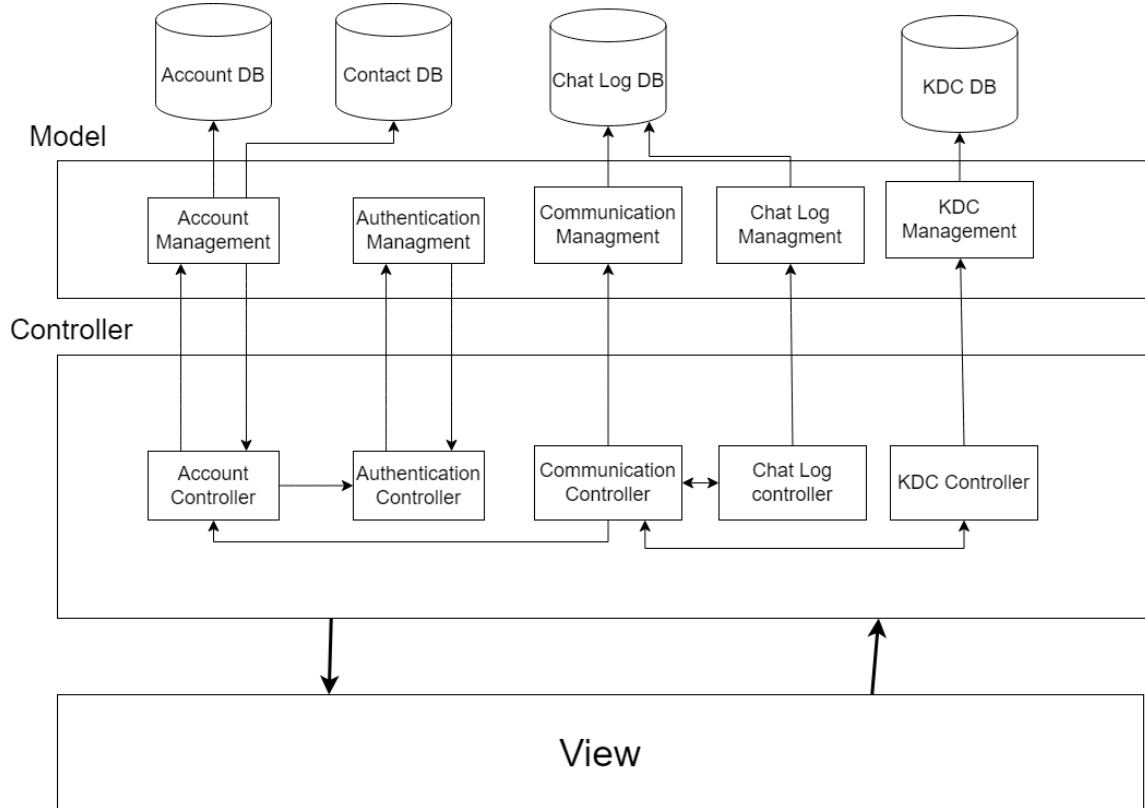 Account DB
Contact DB
Chat Log DB
KDC DB
Model
Account
Management
Authentication
Managment
Communication
Managment
Chat Log
Managment
KDC
Management
Controller
Account
Controller
Authentication
Controller
Communication
Controller
Chat Log
controller
KDC Controller
View